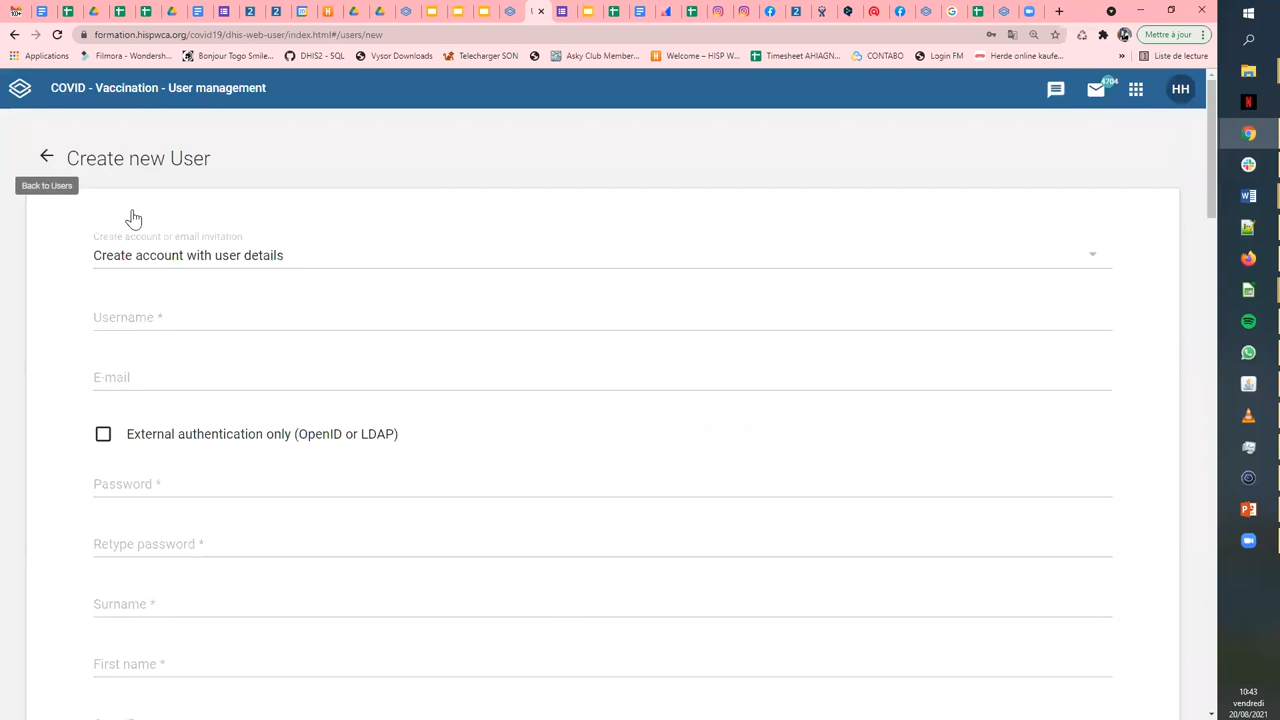 10+
formation.hispwca.org/covid19/dhis-web-user/index.html#/users/new
Mettre à jour
Applications
Filmora - Wondersh...
Bonjour Togo Smile...
DHIS2 - SQL
Vysor Downloads
Telecharger SON
Asky Club Member...
Welcome – HISP W...
Timesheet AHIAGN...
CONTABO
Login FM
Herde online kaufe...
»
Liste de lecture
COVID - Vaccination - User management
4704
HH
Create new User
Back to Users
Create account or email invitation
Create account with user details
Username *
E-mail
External authentication only (OpenID or LDAP)
Password *
Retype password *
Surname *
First name *
10:43
vendredi
20/08/2021